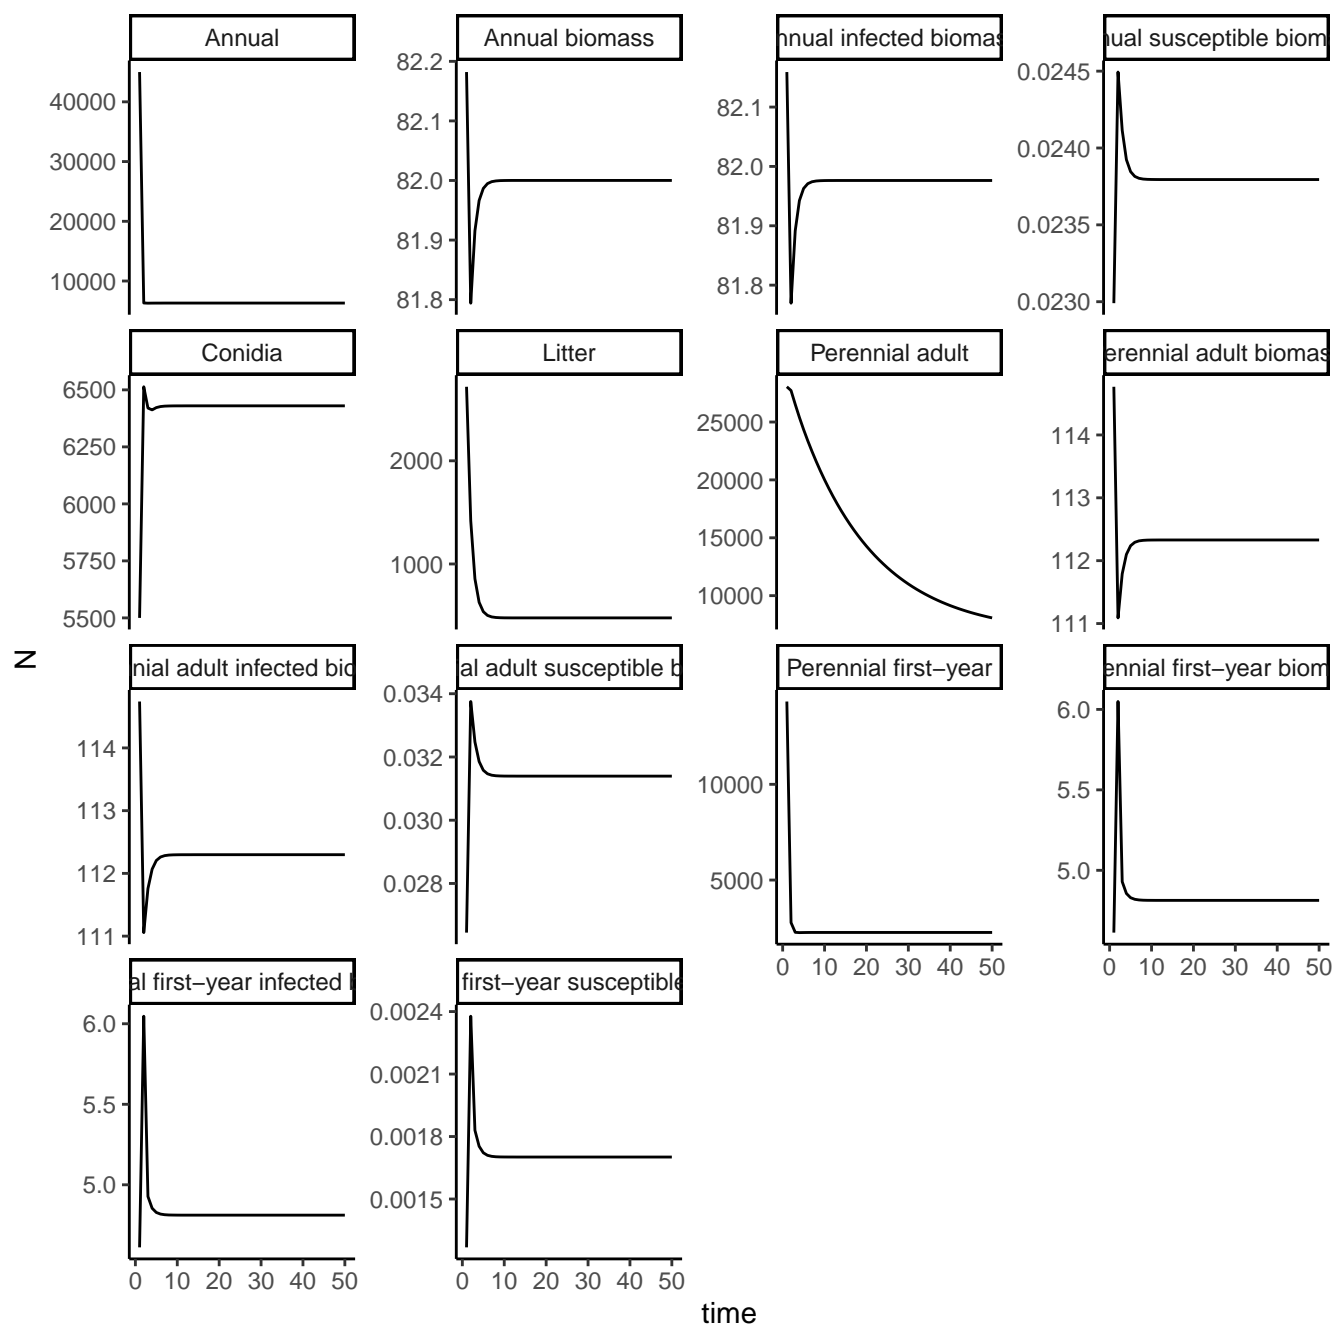 Annual
Annual biomass
nnual infected biomas
nual susceptible biom
40000
30000
20000
10000
82.2
82.1
82.0
81.9
81.8
82.1
82.0
81.9
81.8
0.0245
0.0240
0.0235
0.0230
Conidia
Litter
Perennial adult
erennial adult biomas
6500
6250
6000
5750
5500
2000
1000
25000
20000
15000
10000
114
113
112
111
N
nial adult infected bio
al adult susceptible b
Perennial first−year
ennial first−year biom
114
113
112
111
0.034
0.032
0.030
0.028
10000
5000
0 10 20 30 40 50
6.0
5.5
5.0
0 10 20 30 40 50
al first−year infected b
first−year susceptible
6.0
5.5
5.0
0 10 20 30 40 50
0.0024
0.0021
0.0018
0.0015
0 10 20 30 40 50
time